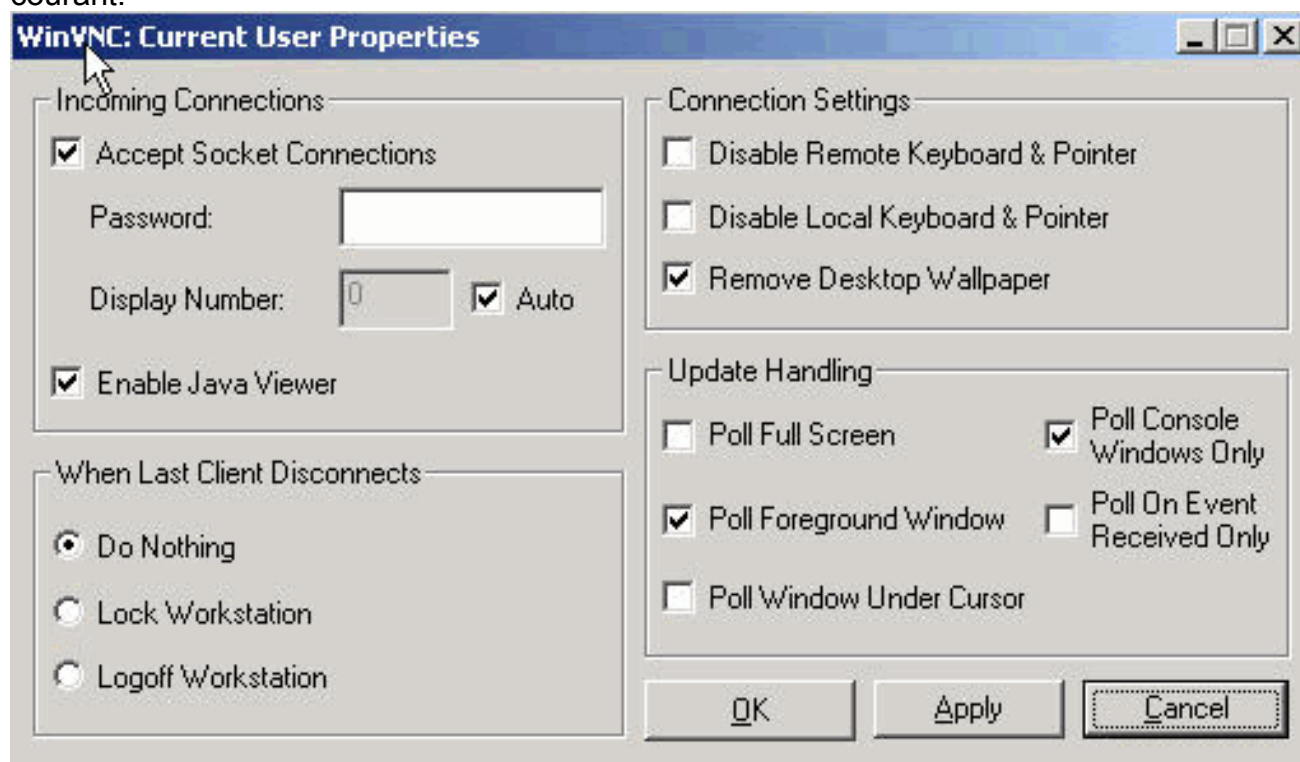 courant.
WinVNC: Current User Properties
Incoming Connections
Accept Socket Connections
Password:
Display Number: 0 Auto
Enable Java Viewer
When Last Client Disconnects
Do Nothing
Lock Workstation
Logoff Workstation
Connection Settings
Disable Remote Keyboard & Pointer
Disable Local Keyboard & Pointer
Remove Desktop Wallpaper
Update Handling
Poll Full Screen
Poll Console
Windows Only
Poll Foreground Window
Poll On Event
Received Only
Poll Window Under Cursor
OK Apply Cancel